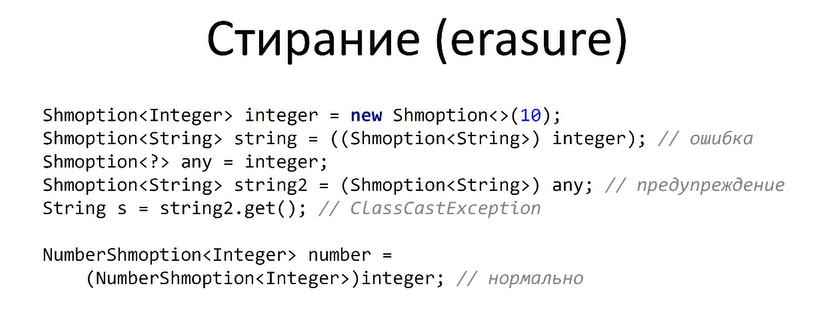 Стирание (erasure)
Shmoption<Integer> integer = new Shmoption<>(10);
Shmoption<String> string = ((Shmoption<String>) integer); // ошибка
Shmoption<?> any = integer;
Shmoption<String> string2 = (Shmoption<String>) any; // предупреждение
String s = string2.get(); // ClassCastException
NumberShmoption<Integer> number =
(NumberShmoption<Integer>)integer; // нормально